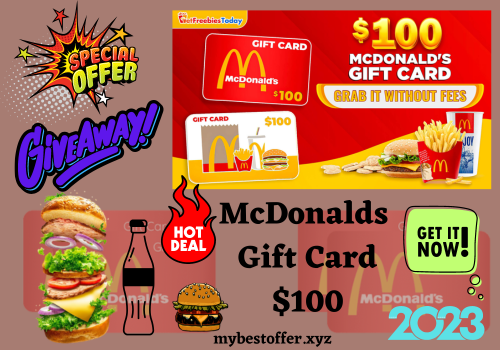 SPECIAL
OFFER
GIVEAWAY!
GetFreebiesToday
GIFT CARD
McDonald's
$100
GIFT CARD
$100
$100
MCDONALD'S
GIFT CARD
GRAB IT WITHOUT FEES
HOT
DEAL
McDonalds
Gift Card
$100
GET IT
NOW!
McDonald's
2023
mybestoffer.xyz